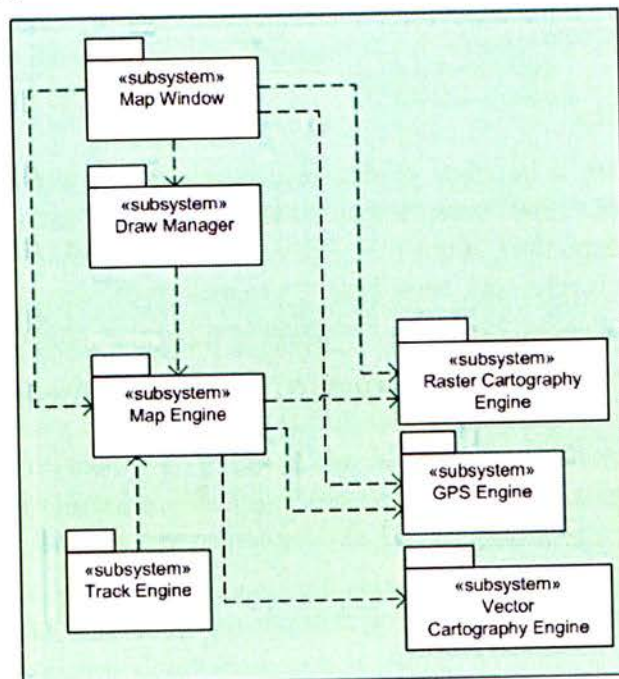 «subsystem»
Map Window
«subsystem»
Draw Manager
«subsystem»
Map Engine
«subsystem»
Raster Cartography
Engine
«subsystem»
GPS Engine
«subsystem»
Track Engine
«subsystem»
Vector
Cartography Engine